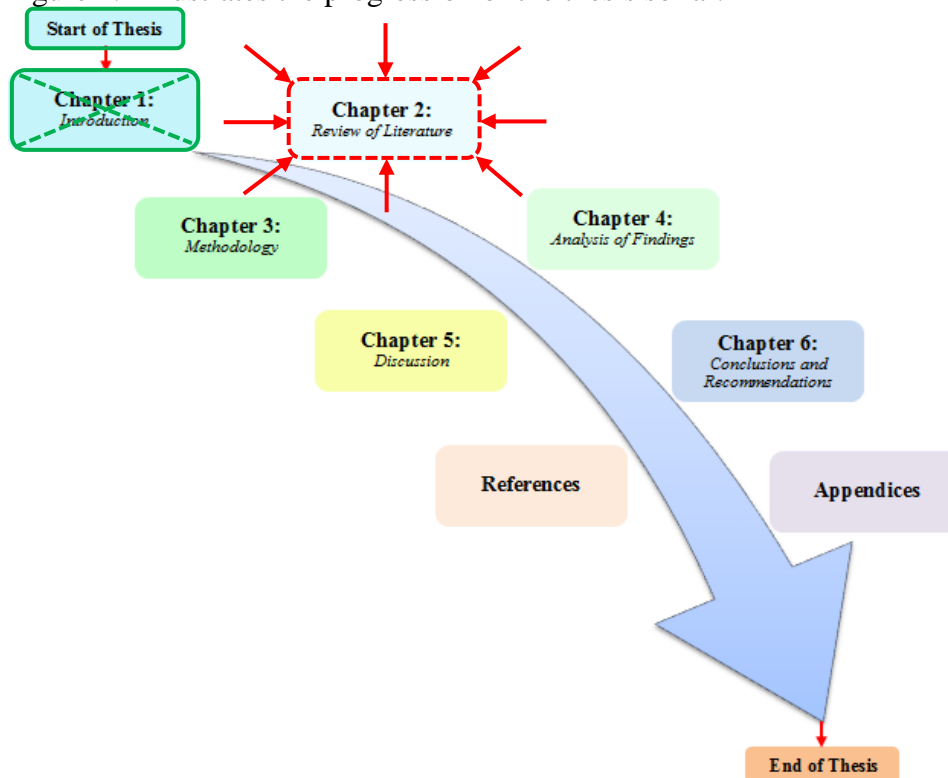 Start of Thesis
Chapter 1:
Introduction
Chapter 2:
Review of Literature
Chapter 3:
Methodology
Chapter 4:
Analysis of Findings
Chapter 5:
Discussion
Chapter 6:
Conclusions and
Recommendations
References
Appendices
End of Thesis